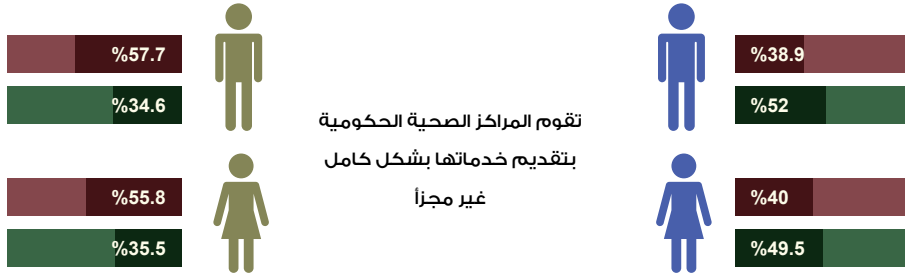 %38.9
%52
%40
%49.5
تقوم المراكز الصحية الحكومية
بتقديم خدماتها بشكل كامل
غير مجزأ
%57.7
%34.6
%55.8
%35.5